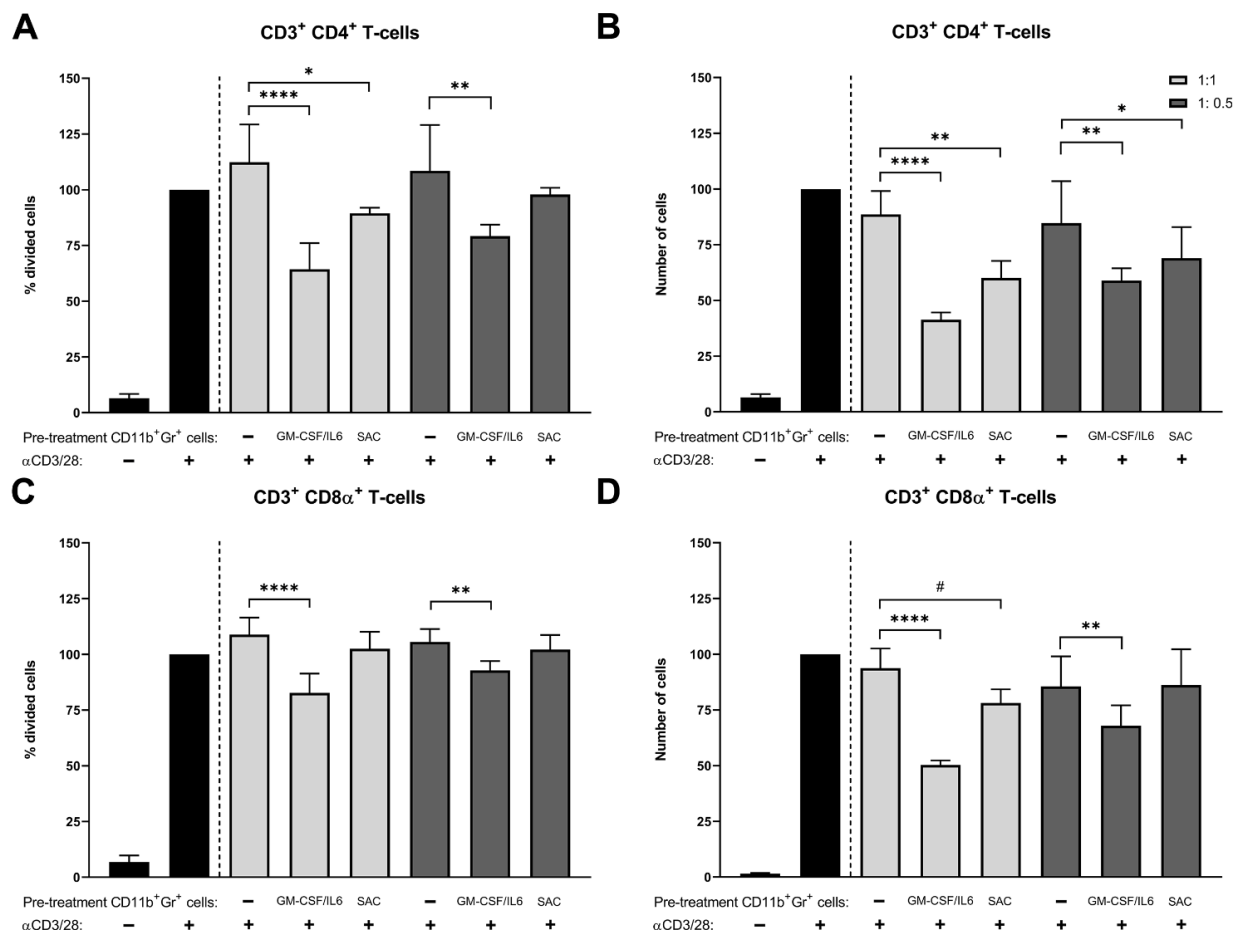 A
CD3⁺ CD4⁺ T-cells
% divided cells
150
125
100
75
50
25
0
*
****
**
Pre-treatment CD11b⁺Gr⁺ cells: – GM-CSF/IL6 SAC – GM-CSF/IL6 SAC
αCD3/28: – + + + + + + +
B
CD3⁺ CD4⁺ T-cells
1:1
1: 0.5
Number of cells
150
125
100
75
50
25
0
**
****
*
**
Pre-treatment CD11b⁺Gr⁺ cells: – GM-CSF/IL6 SAC – GM-CSF/IL6 SAC
αCD3/28: – + + + + + + +
C
CD3⁺ CD8α⁺ T-cells
% divided cells
150
125
100
75
50
25
0
****
**
Pre-treatment CD11b⁺Gr⁺ cells: – GM-CSF/IL6 SAC – GM-CSF/IL6 SAC
αCD3/28: – + + + + + + +
D
CD3⁺ CD8α⁺ T-cells
Number of cells
150
125
100
75
50
25
0
#
****
**
Pre-treatment CD11b⁺Gr⁺ cells: – GM-CSF/IL6 SAC – GM-CSF/IL6 SAC
αCD3/28: – + + + + + + +